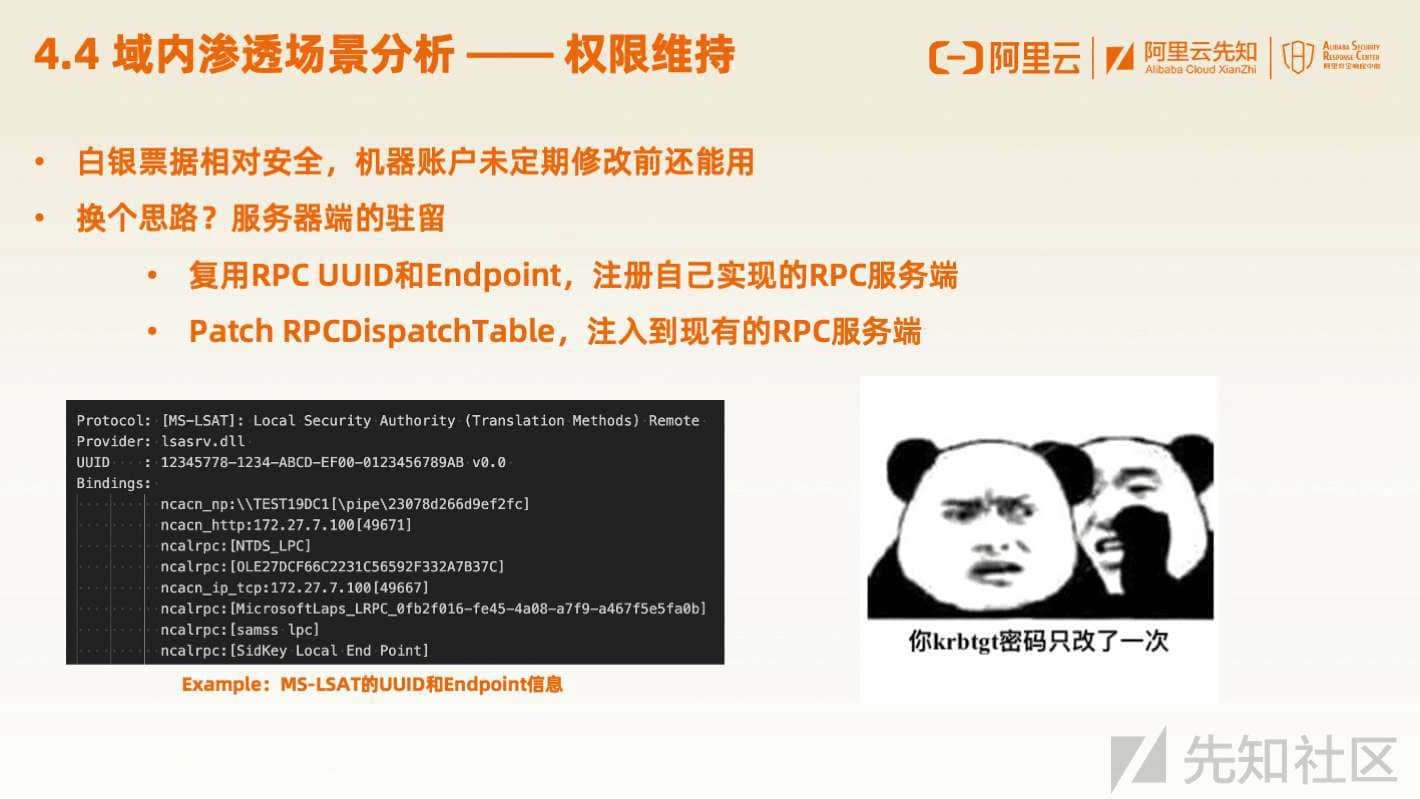 4.4 域内渗透场景分析 —— 权限维持
阿里云
阿里云先知
Alibaba Cloud XianZhi
ALIBABA SECURITY
RESPONSE CENTER
• 白银票据相对安全，机器账户未定期修改前还能用
• 换个思路？服务器端的驻留
• 复用RPC UUID和Endpoint，注册自己实现的RPC服务端
• Patch RPCDispatchTable，注入到现有的RPC服务端
Protocol: [MS-LSAT]: Local Security Authority (Translation Methods) Remote
Provider: lsasrv.dll
UUID    : 12345778-1234-ABCD-EF00-0123456789AB v0.0
Bindings:
ncacn_np:\\TEST19DC1[\pipe\23078d266d9ef2fc]
ncacn_http:172.27.7.100[49671]
ncalrpc:[NTDS_LPC]
ncalrpc:[OLE27DCF66C2231C56592F332A7B37C]
ncacn_ip_tcp:172.27.7.100[49667]
ncalrpc:[MicrosoftLaps_LRPC_0fb2f016-fe45-4a08-a7f9-a467f5e5fa0b]
ncalrpc:[samss lpc]
ncalrpc:[SidKey Local End Point]
Example：MS-LSAT的UUID和Endpoint信息
你krbtgt密码只改了一次
先知社区